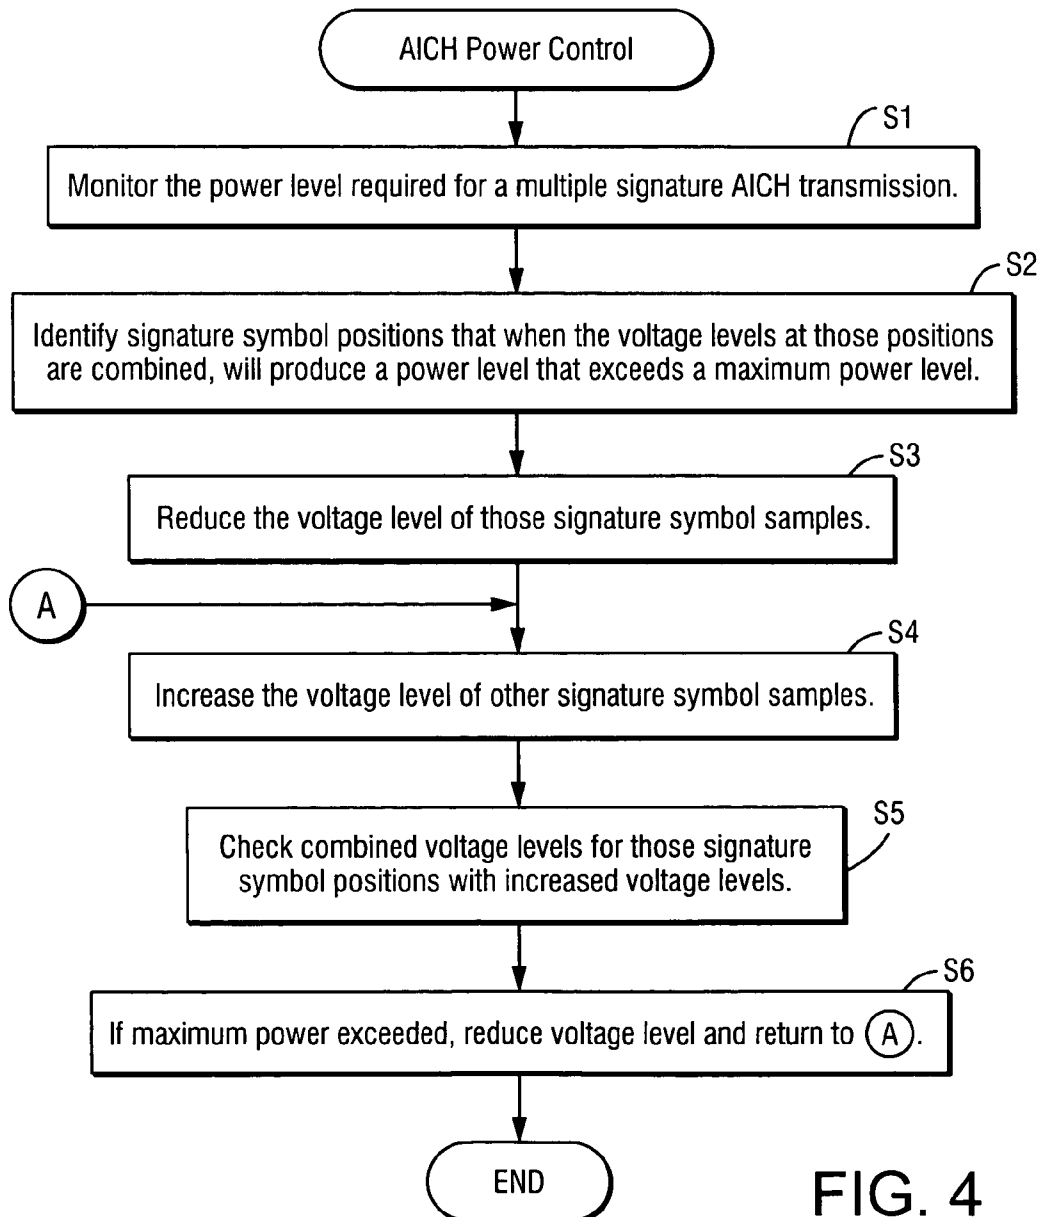 AICH Power Control
S1
Monitor the power level required for a multiple signature AICH transmission.
S2
Identify signature symbol positions that when the voltage levels at those positions
are combined, will produce a power level that exceeds a maximum power level.
S3
Reduce the voltage level of those signature symbol samples.
A
S4
Increase the voltage level of other signature symbol samples.
S5
Check combined voltage levels for those signature
symbol positions with increased voltage levels.
S6
If maximum power exceeded, reduce voltage level and return to A.
END
FIG. 4